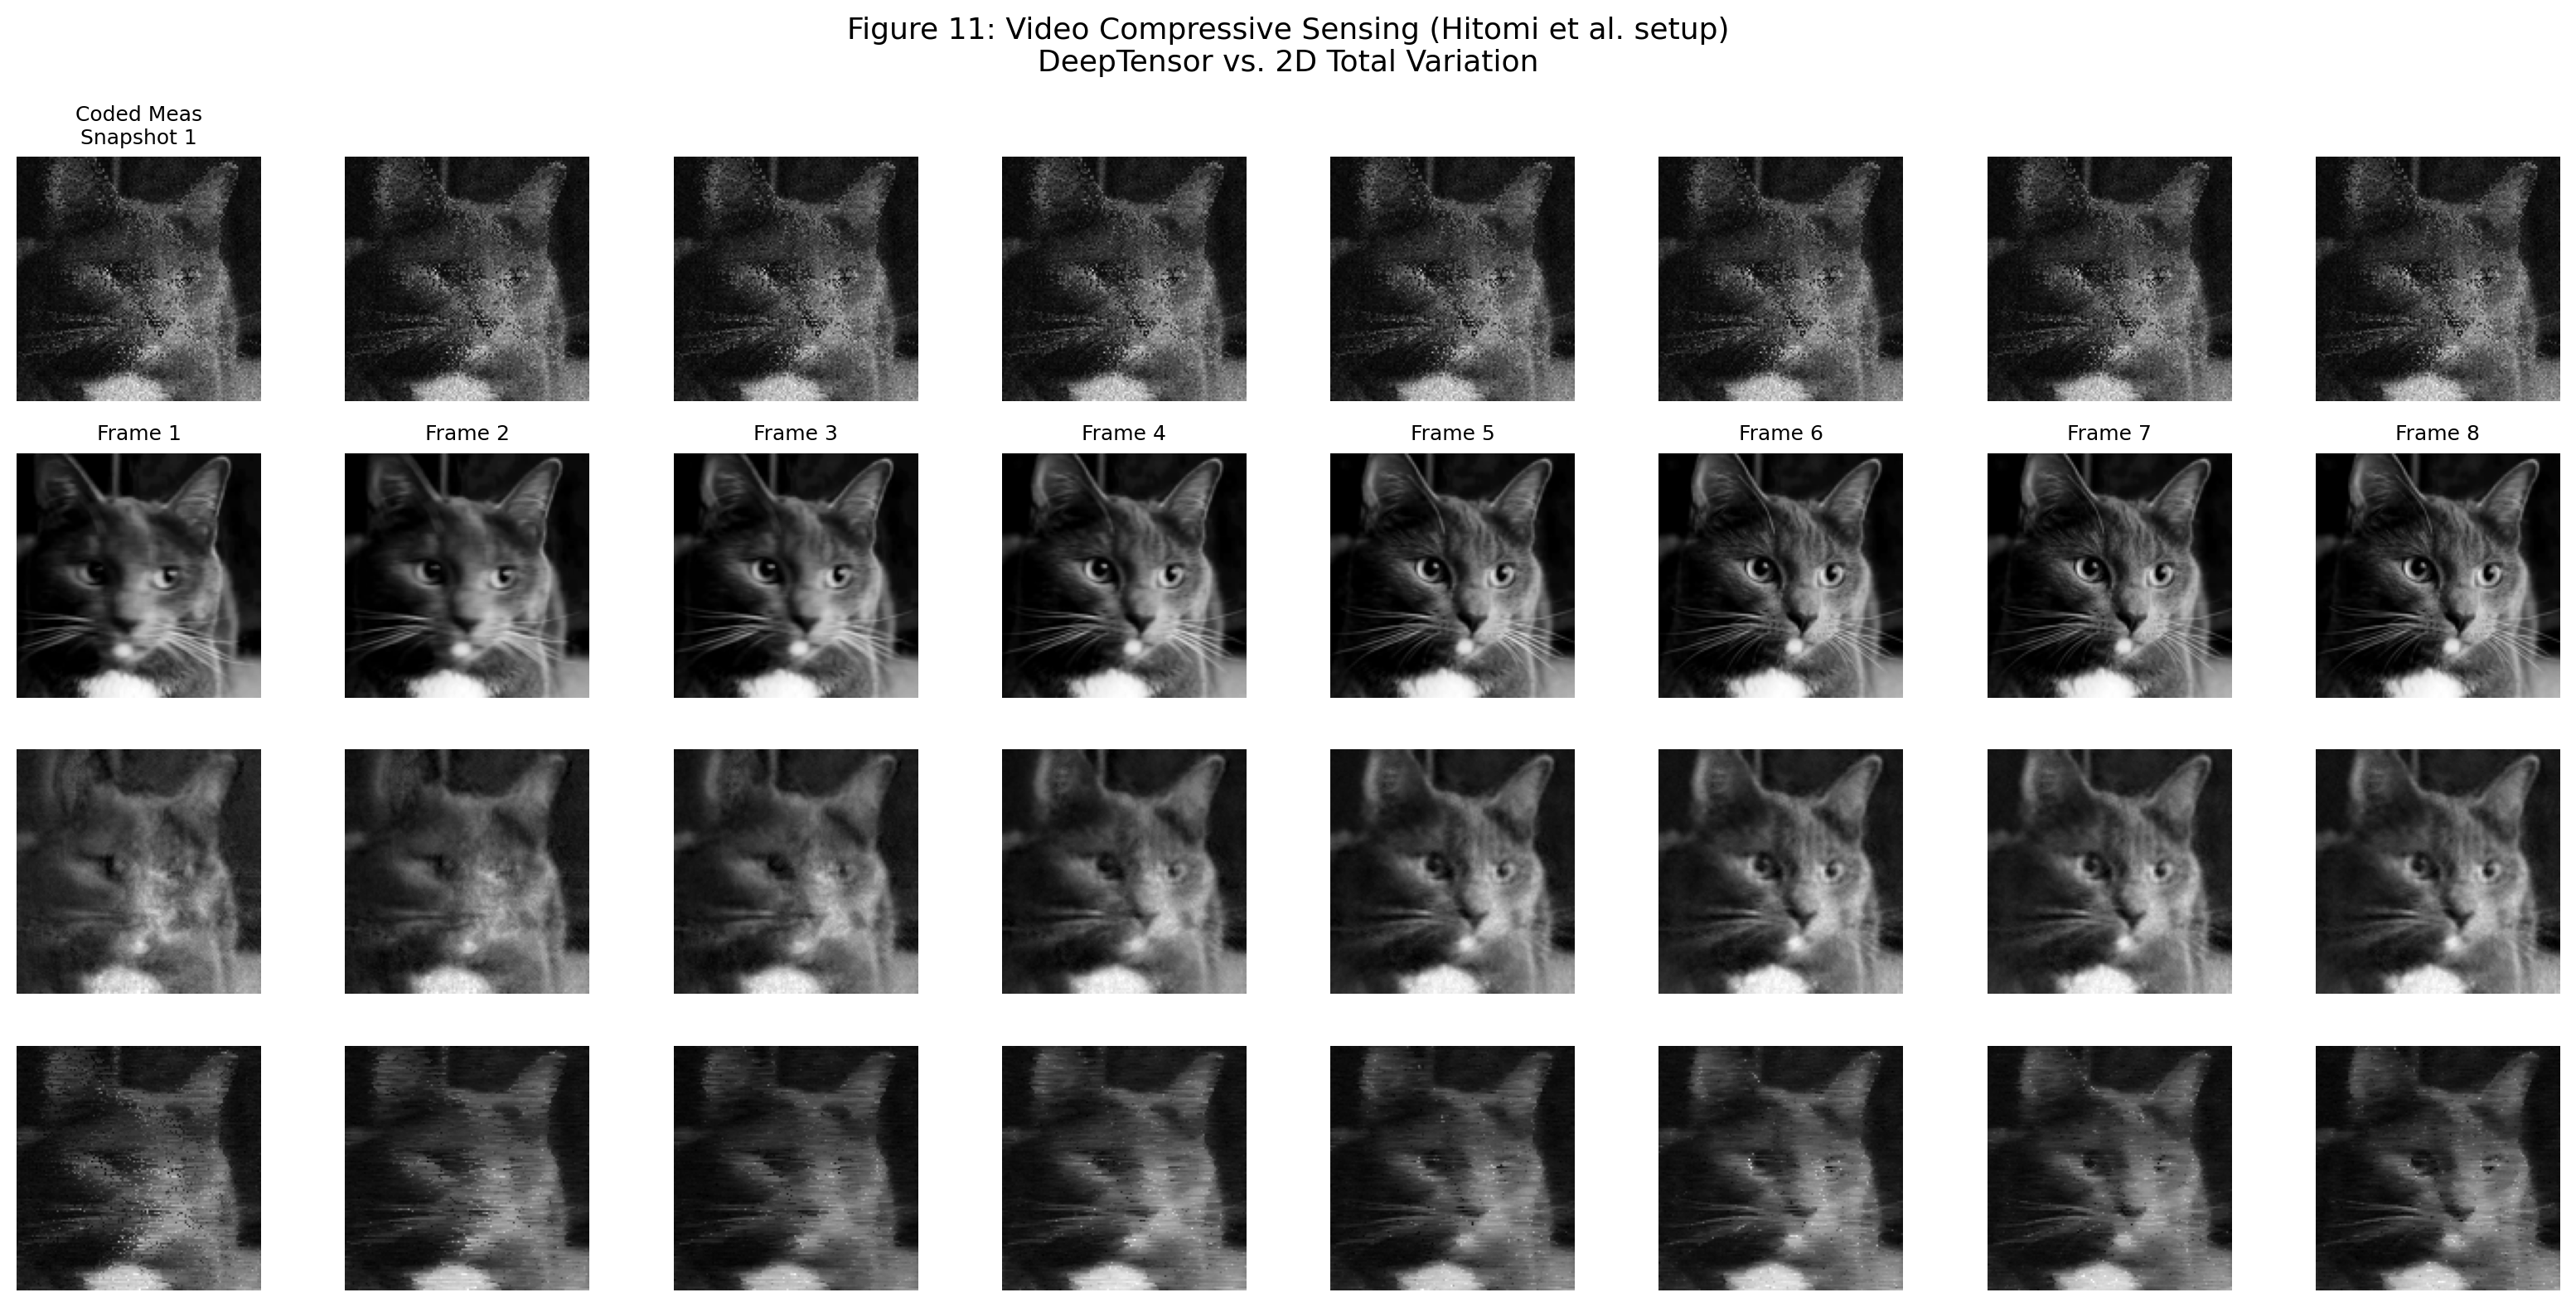 Figure 11: Video Compressive Sensing (Hitomi et al. setup)
DeepTensor vs. 2D Total Variation
Coded Meas
Snapshot 1
Frame 1
Frame 2
Frame 3
Frame 4
Frame 5
Frame 6
Frame 7
Frame 8